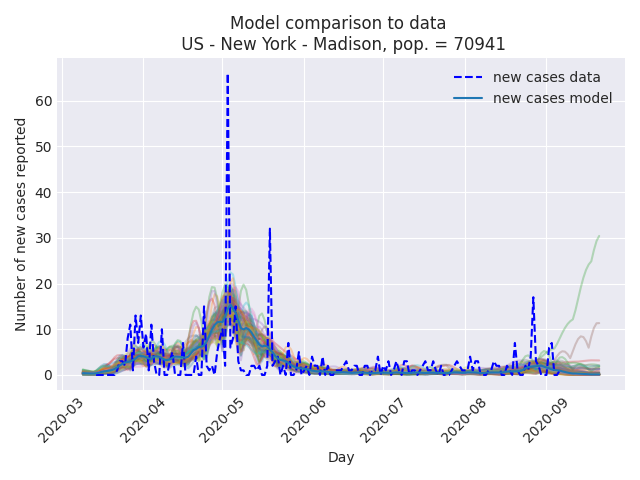 Model comparison to data
US - New York - Madison, pop. = 70941
new cases data
new cases model
Number of new cases reported
60
50
40
30
20
10
0
2020-03
2020-04
2020-05
2020-06
2020-07
2020-08
2020-09
Day